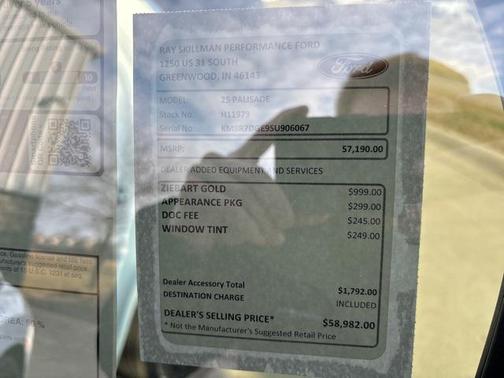 RAY SKILLMAN PERFORMANCE FORD
1250 US 31 SOUTH
GREENWOOD, IN 46143
Ford
MODEL: 25 PALISADE
Stock No. H11979
Serial No KM8R7DGE9SU906067
MSRP: 57,190.00
DEALER ADDED EQUIPMENT AND SERVICES
ZIEBART GOLD $999.00
APPEARANCE PKG $299.00
DOC FEE $245.00
WINDOW TINT $249.00
Dealer Accessory Total $1,792.00
DESTINATION CHARGE INCLUDED
DEALER'S SELLING PRICE* $58,982.00
* Not the Manufacturer's Suggested Retail Price